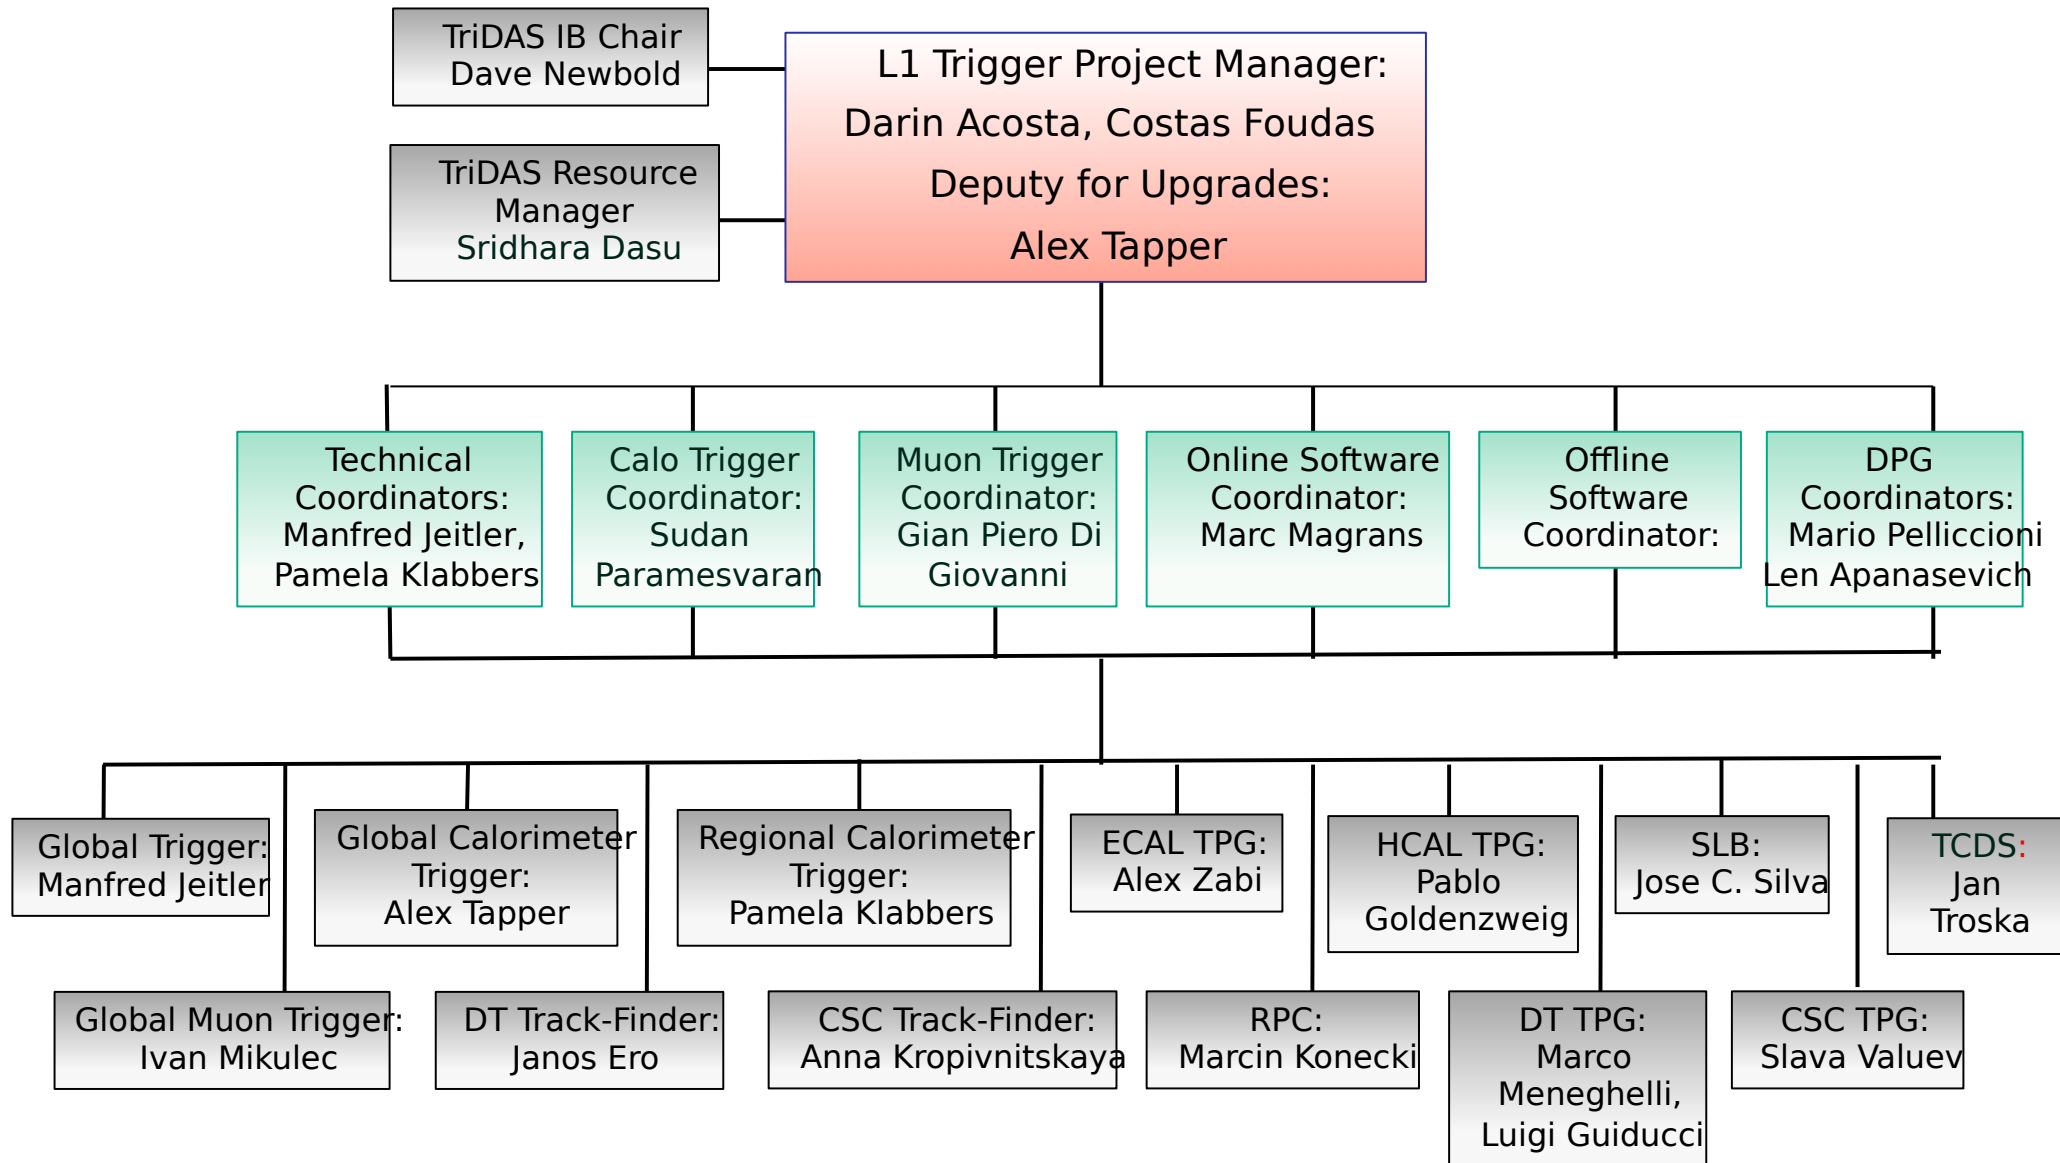 TriDAS IB Chair
Dave Newbold
L1 Trigger Project Manager:
Darin Acosta, Costas Foudas
Deputy for Upgrades:
Alex Tapper
TriDAS Resource
Manager
Sridhara Dasu
Technical
Coordinators:
Manfred Jeitler,
Pamela Klabbers
Calo Trigger
Coordinator:
Sudan
Paramesvaran
Muon Trigger
Coordinator:
Gian Piero Di
Giovanni
Online Software
Coordinator:
Marc Magrans
Offline
Software
Coordinator:
DPG
Coordinators:
Mario Pelliccioni
Len Apanasevich
Global Trigger:
Manfred Jeitler
Global Calorimeter
Trigger:
Alex Tapper
Regional Calorimeter
Trigger:
Pamela Klabbers
ECAL TPG:
Alex Zabi
HCAL TPG:
Pablo
Goldenzweig
SLB:
Jose C. Silva
TCDS:
Jan
Troska
Global Muon Trigger:
Ivan Mikulec
DT Track-Finder:
Janos Ero
CSC Track-Finder:
Anna Kropivnitskaya
RPC:
Marcin Konecki
DT TPG:
Marco
Meneghelli,
Luigi Guiducci
CSC TPG:
Slava Valuev